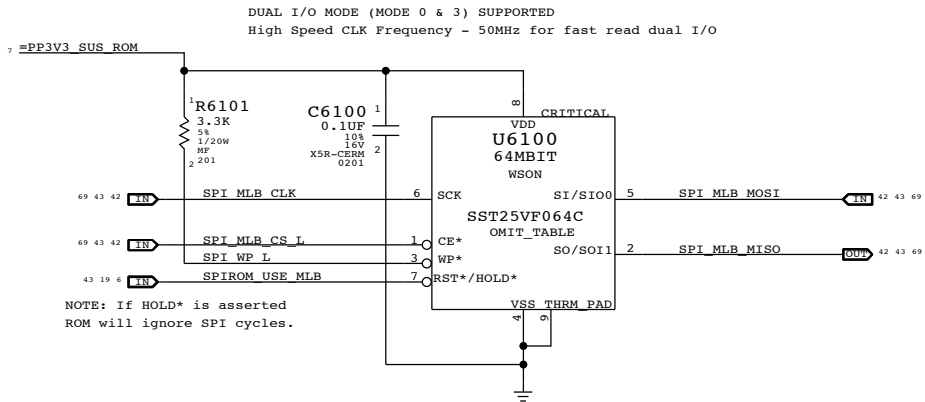 DUAL I/O MODE (MODE 0 & 3) SUPPORTED
High Speed CLK Frequency - 50MHz for fast read dual I/O
7 =PP3V3_SUS_ROM
1
R6101
3.3K
5%
1/20W
MF
201
2
C6100
0.1UF
10%
16V
X5R-CERM
0201
1
2
8
CRITICAL
VDD
U6100
64MBIT
WSON
SST25VF064C
OMIT_TABLE
69 43 42 IN SPI_MLB_CLK 6 SCK
SI/SIO0 5 SPI_MLB_MOSI IN 42 43 69
69 43 42 IN SPI_MLB_CS_L 1 CE*
SPI_WP_L 3 WP*
SO/SOI1 2 SPI_MLB_MISO OUT 42 43 69
43 19 6 IN SPIROM_USE_MLB 7 RST*/HOLD*
VSS THRM_PAD
4 9
NOTE: If HOLD* is asserted
ROM will ignore SPI cycles.